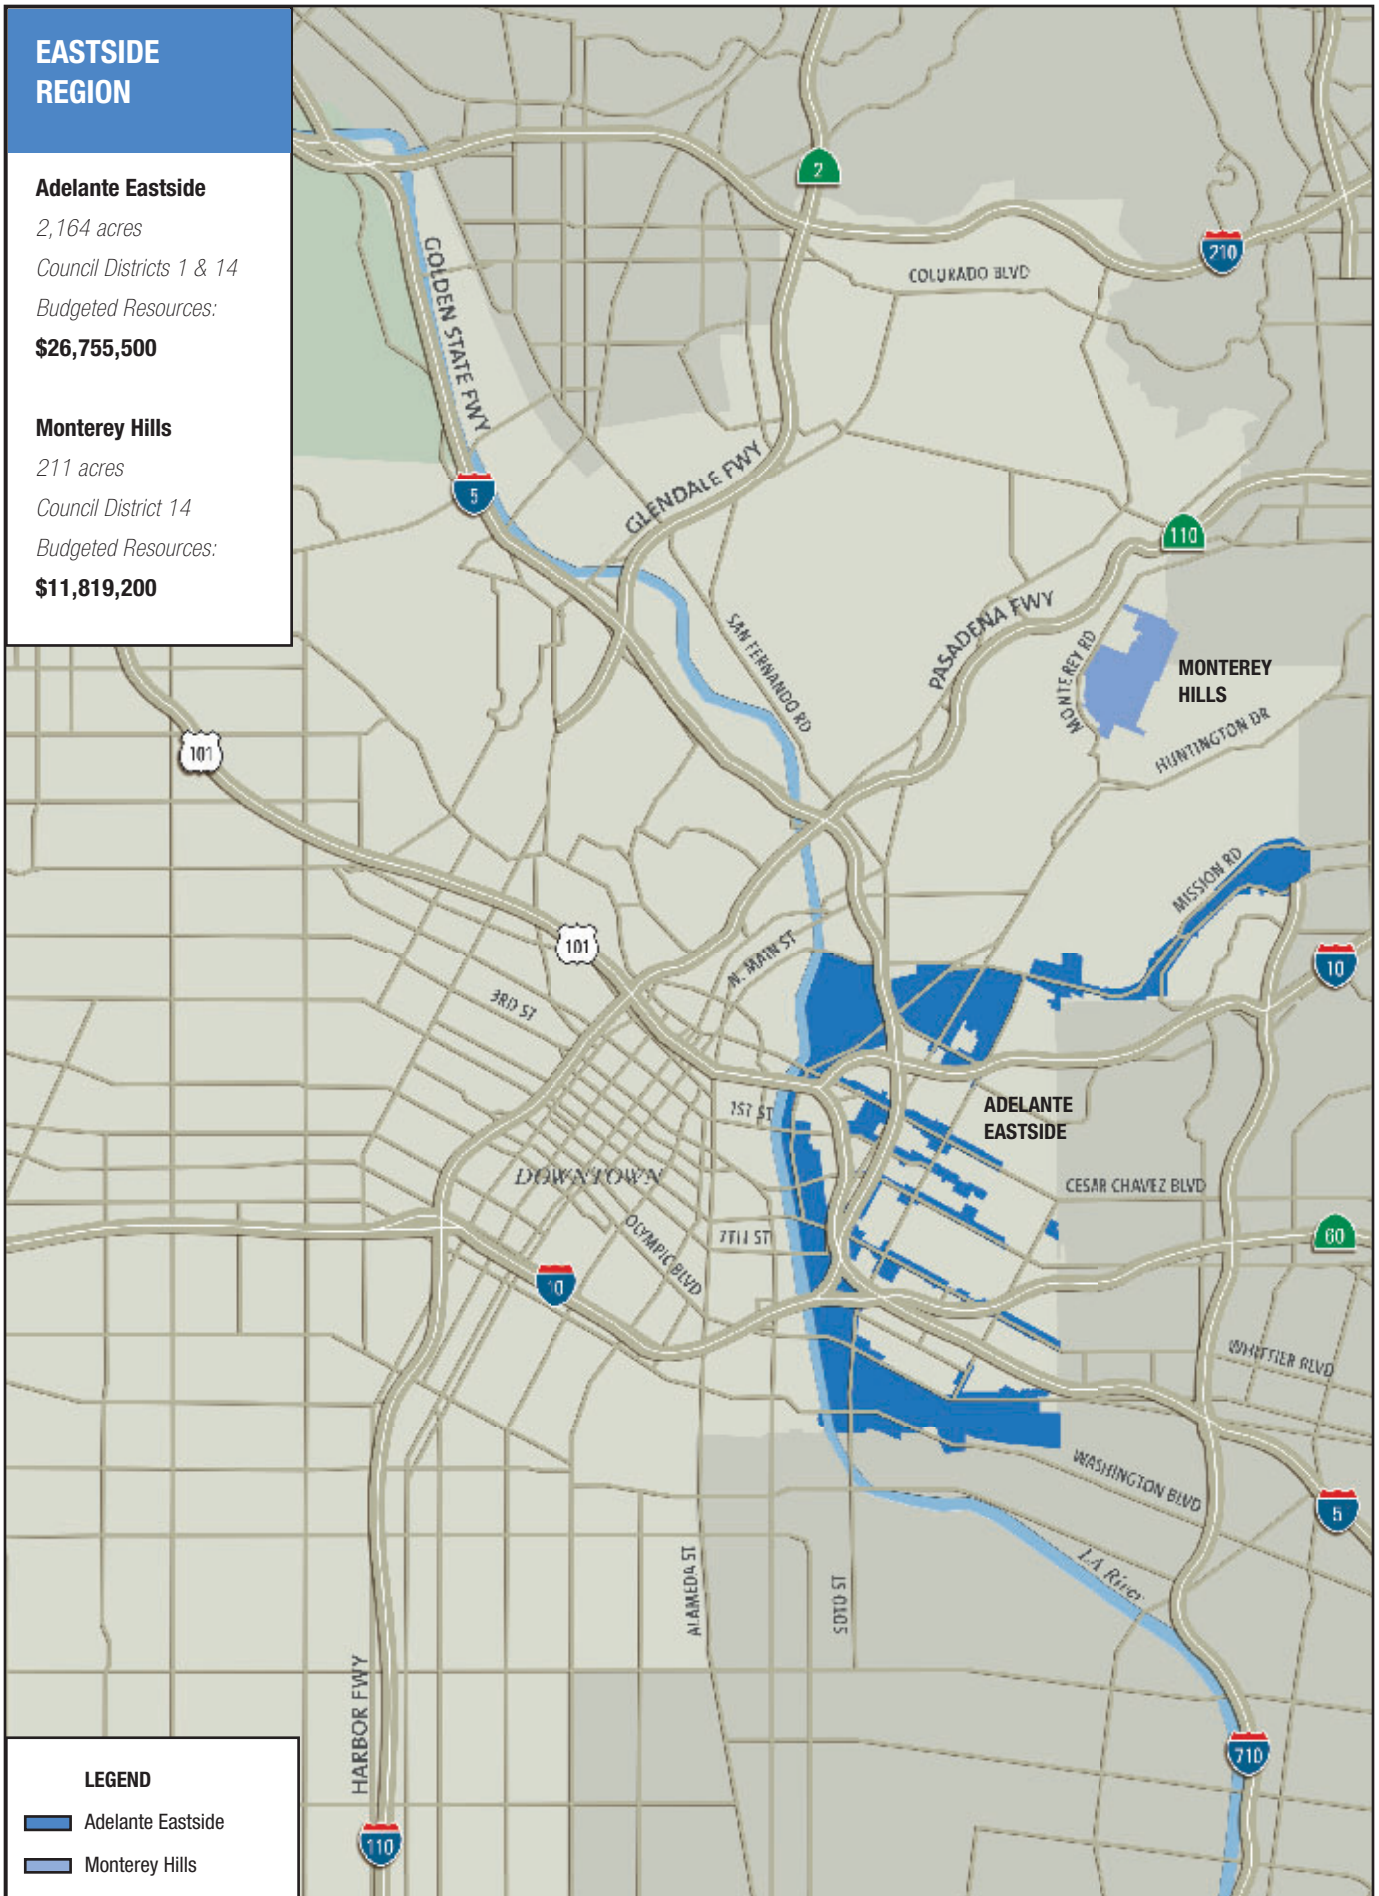 EASTSIDE
REGION
Adelante Eastside
2,164 acres
Council Districts 1 & 14
Budgeted Resources:
$26,755,500
Monterey Hills
211 acres
Council District 14
Budgeted Resources:
$11,819,200
2
210
COLORADO BLVD
GOLDEN STATE FWY
5
GLENDALE FWY
110
PASADENA FWY
SAN FERNANDO RD
MONTEREY RD
MONTEREY
HILLS
HUNTINGTON DR
101
MISSION RD
101
N. MAIN ST
10
3RD ST
1ST ST
ADELANTE
EASTSIDE
DOWNTOWN
CESAR CHAVEZ BLVD
OLYMPIC BLVD
7TH ST
60
10
WHITTIER BLVD
WASHINGTON BLVD
5
LA River
ALAMEDA ST
SOTO ST
HARBOR FWY
710
110
LEGEND
Adelante Eastside
Monterey Hills